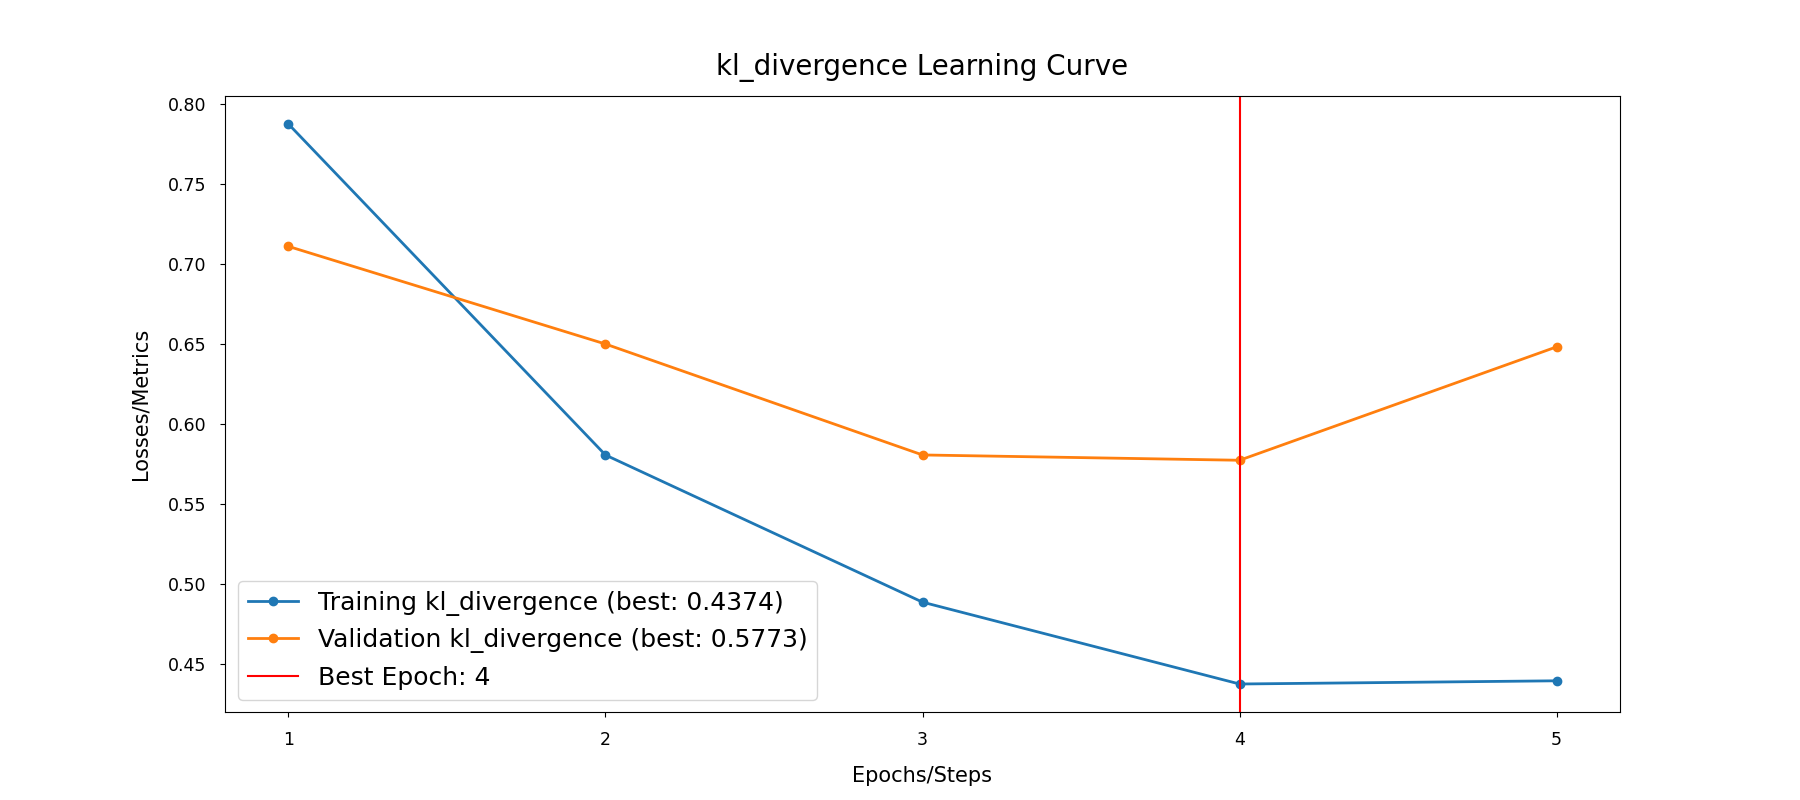 kl_divergence Learning Curve
0.80
0.75
0.70
0.65
0.60
0.55
0.50
0.45
Losses/Metrics
Training kl_divergence (best: 0.4374)
Validation kl_divergence (best: 0.5773)
Best Epoch: 4
1 2 3 4 5
Epochs/Steps